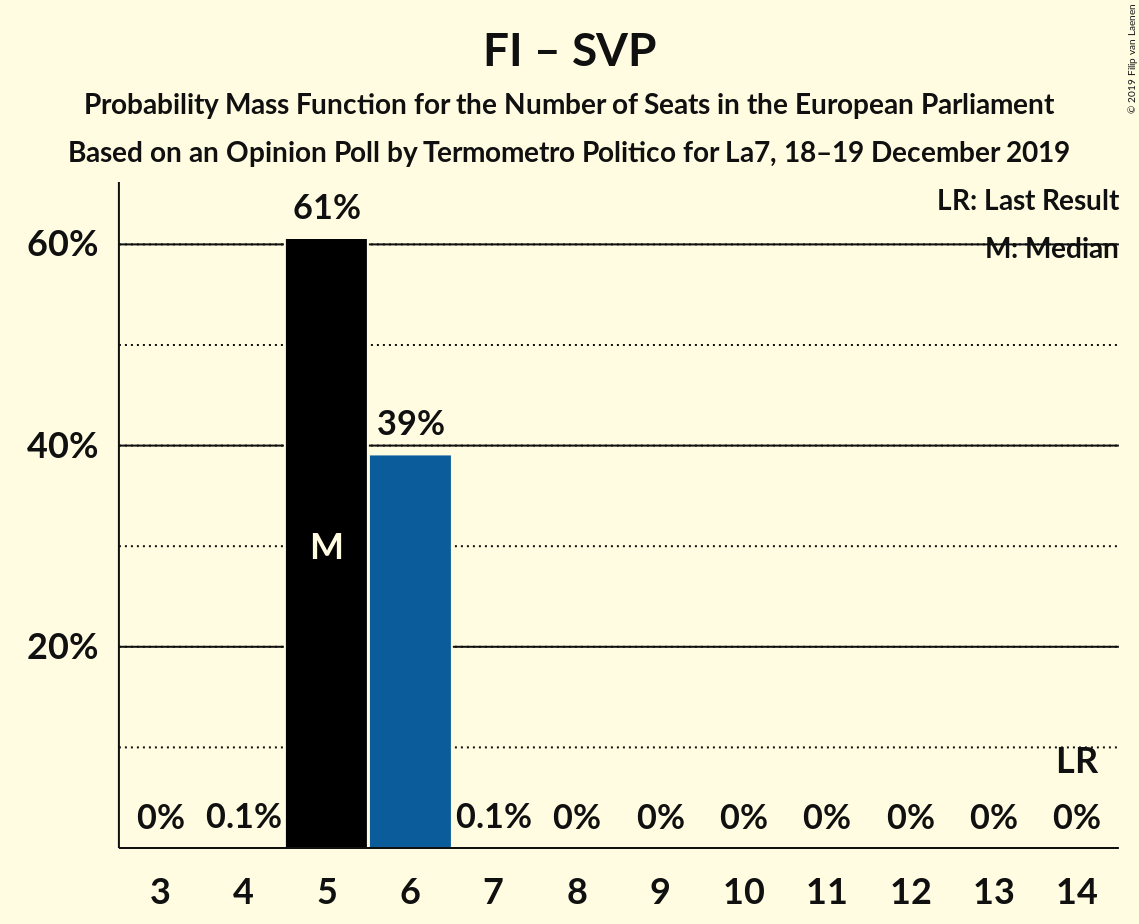 FI – SVP
Probability Mass Function for the Number of Seats in the European Parliament
Based on an Opinion Poll by Termometro Politico for La7, 18–19 December 2019
© 2019 Filip van Laenen
LR: Last Result
M: Median
61%
60%
39%
40%
M
20%
LR
0% 0.1% 0.1% 0% 0% 0% 0% 0% 0% 0%
3 4 5 6 7 8 9 10 11 12 13 14